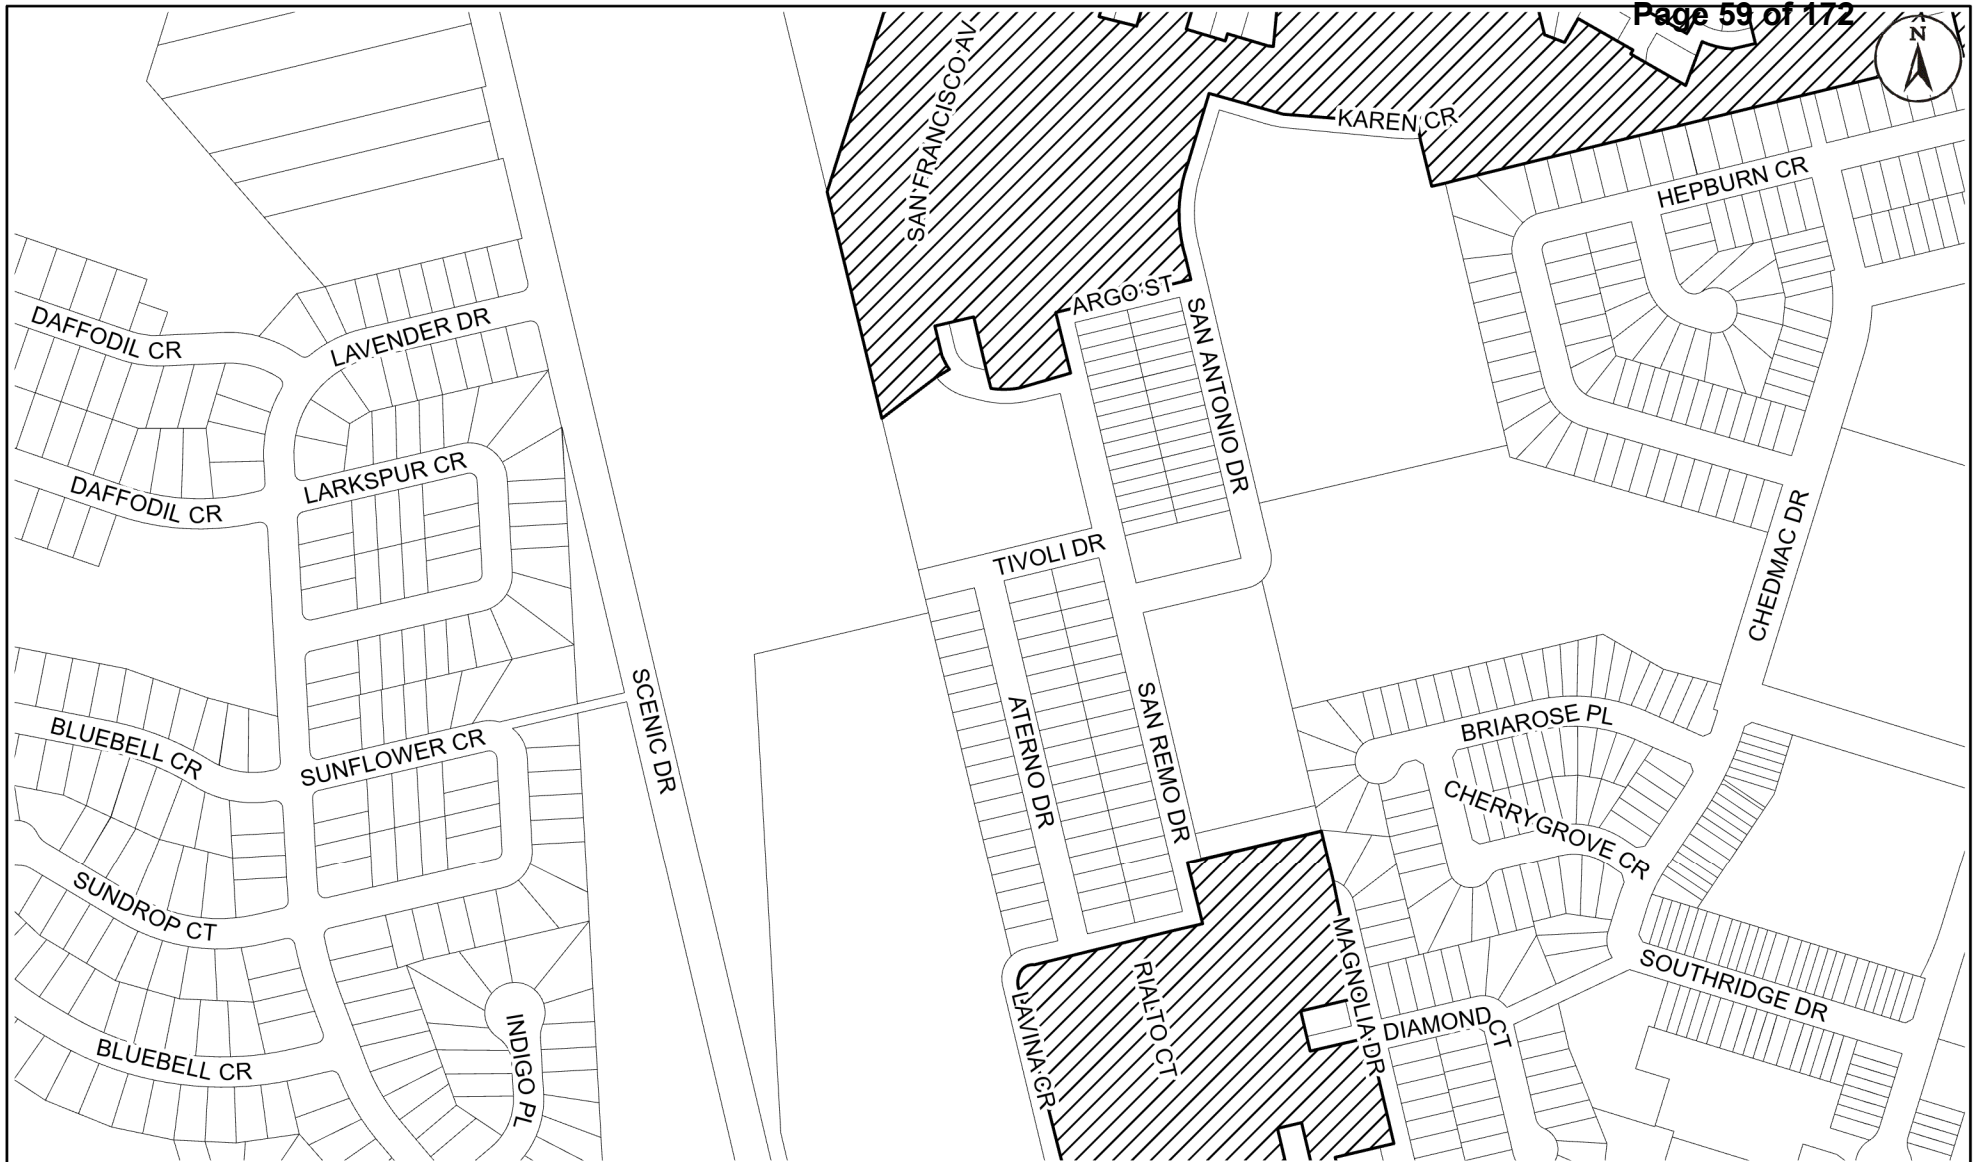 Page 59 of 172
N
SAN FRANCISCO AV
KAREN CR
HEPBURN CR
ARGO ST
SAN ANTONIO DR
DAFFODIL CR
LAVENDER DR
LARKSPUR CR
DAFFODIL CR
TIVOLI DR
CHEDMAC DR
SCENIC DR
ATERNO DR
SAN REMO DR
BRIAROSE PL
BLUEBELL CR
SUNFLOWER CR
CHERRYGROVE CR
SUNDROP CT
MAGNOLIA DR
SOUTHRIDGE DR
RIALTO CT
LAVINA CR
DIAMOND CT
INDIGO PL
BLUEBELL CR